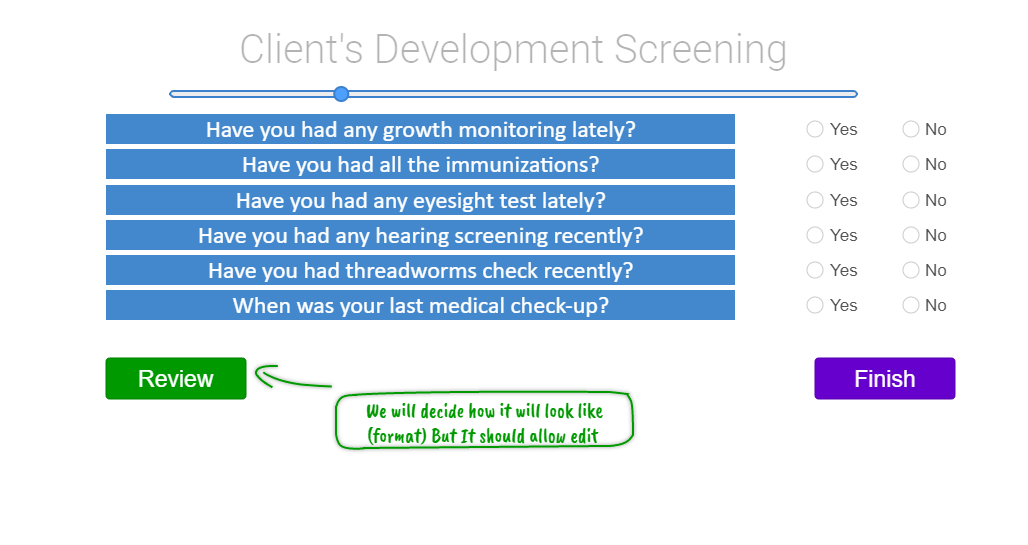 Client's Development Screening
Have you had any growth monitoring lately? Yes No
Have you had all the immunizations? Yes No
Have you had any eyesight test lately? Yes No
Have you had any hearing screening recently? Yes No
Have you had threadworms check recently? Yes No
When was your last medical check-up? Yes No
Review Finish
We will decide how it will look like
(format) But It should allow edit